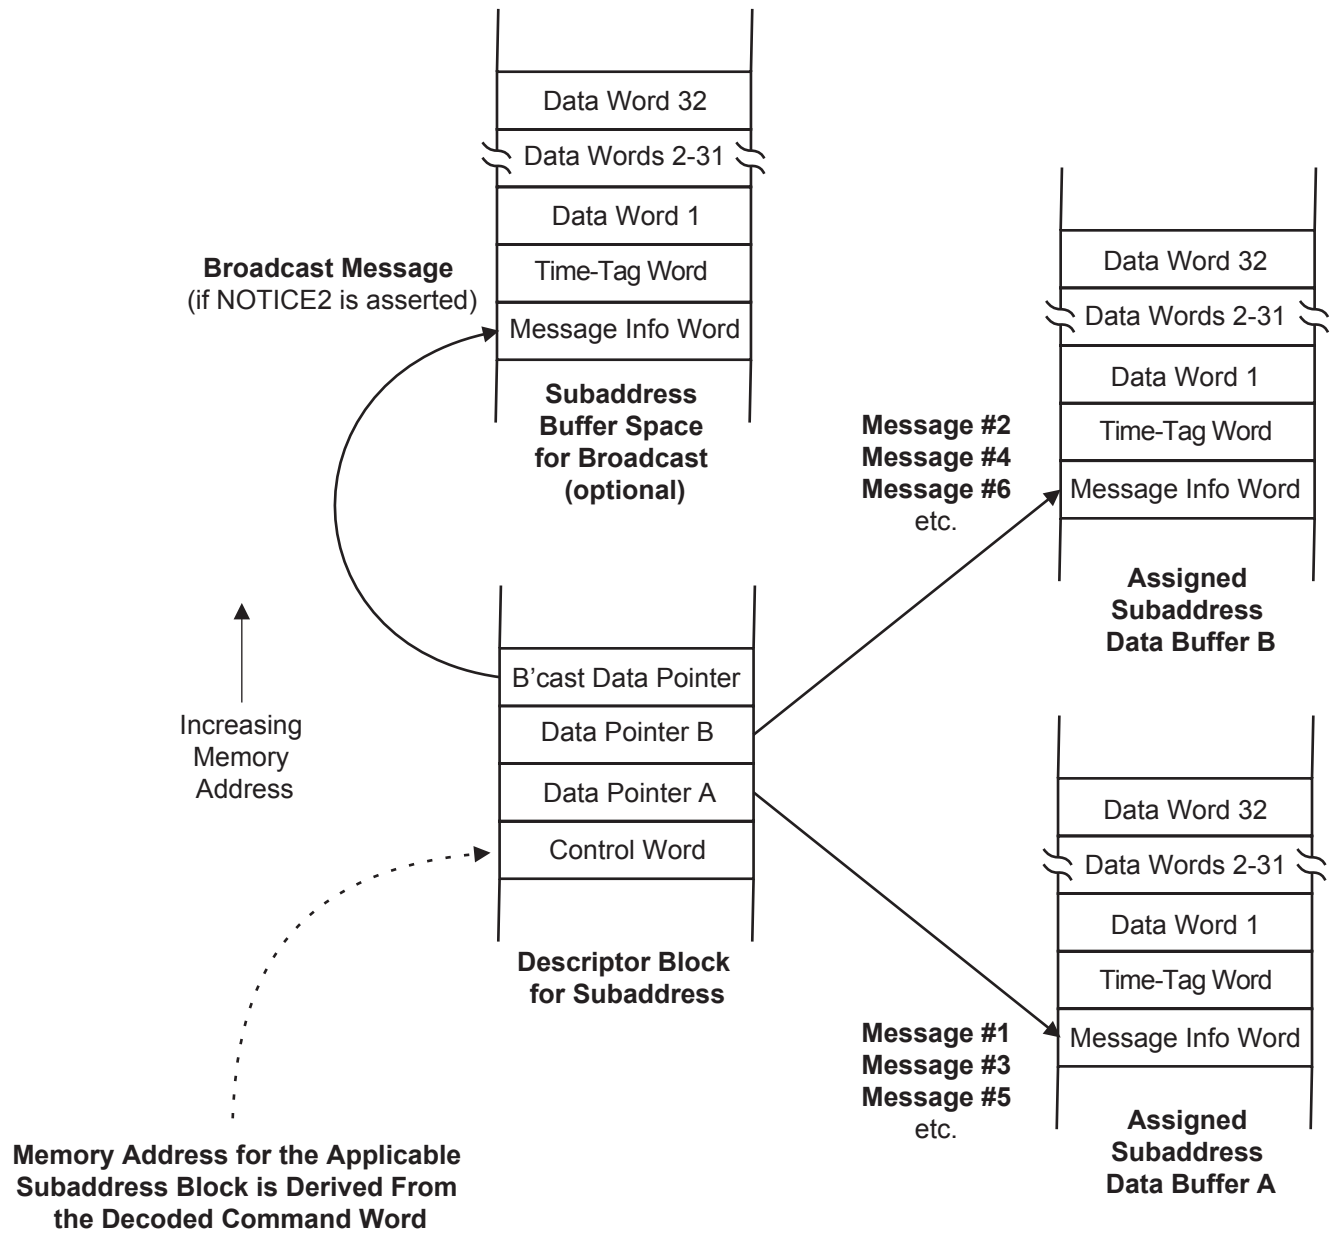 Data Word 32
Data Words 2-31
Data Word 1
Time-Tag Word
Message Info Word
Broadcast Message
(if NOTICE2 is asserted)
Subaddress
Buffer Space
for Broadcast
(optional)
Data Word 32
Data Words 2-31
Data Word 1
Time-Tag Word
Message Info Word
Message #2
Message #4
Message #6
etc.
Assigned
Subaddress
Data Buffer B
B'cast Data Pointer
Data Pointer B
Data Pointer A
Control Word
Descriptor Block
for Subaddress
Increasing
Memory
Address
Data Word 32
Data Words 2-31
Data Word 1
Time-Tag Word
Message Info Word
Message #1
Message #3
Message #5
etc.
Assigned
Subaddress
Data Buffer A
Memory Address for the Applicable
Subaddress Block is Derived From
the Decoded Command Word